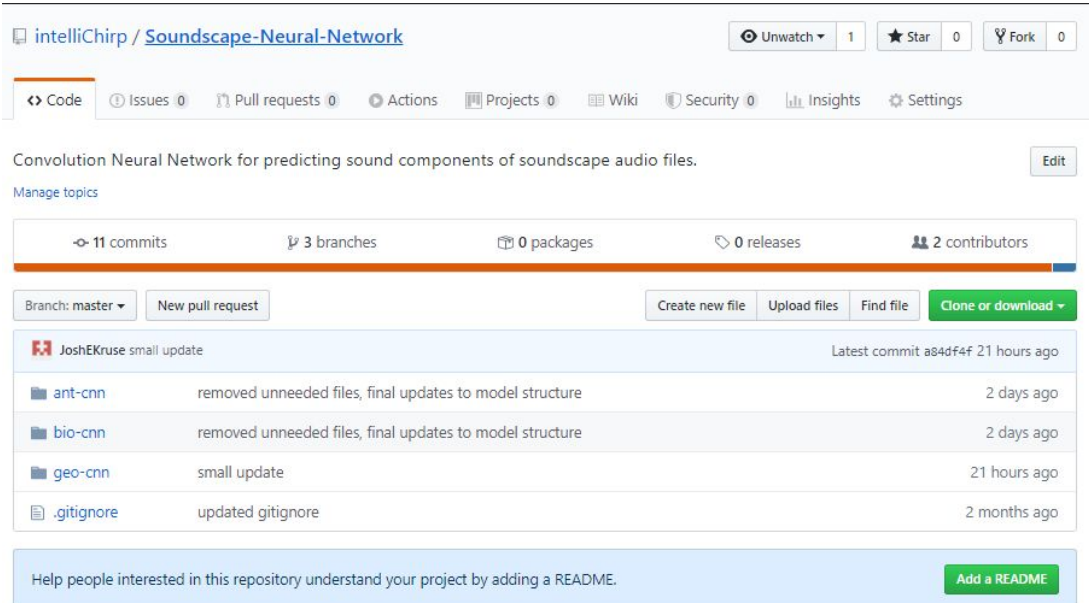 intelliChirp / Soundscape-Neural-Network Unwatch 1 Star 0 Fork 0
Code Issues 0 Pull requests 0 Actions Projects 0 Wiki Security 0 Insights Settings
Convolution Neural Network for predicting sound components of soundscape audio files. Edit
Manage topics
11 commits 3 branches 0 packages 0 releases 2 contributors
Branch: master New pull request Create new file Upload files Find file Clone or download
JoshEKruse small update Latest commit a84df4f 21 hours ago
ant-cnn removed unneeded files, final updates to model structure 2 days ago
bio-cnn removed unneeded files, final updates to model structure 2 days ago
geo-cnn small update 21 hours ago
.gitignore updated gitignore 2 months ago
Help people interested in this repository understand your project by adding a README. Add a README